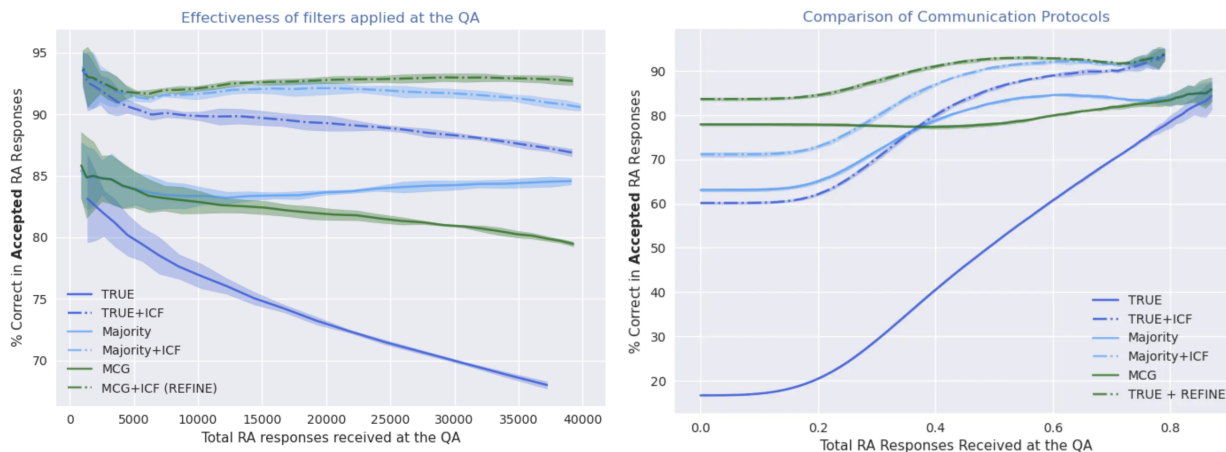 Effectiveness of filters applied at the QA
% Correct in Accepted RA Responses
95
90
85
80
75
70
TRUE
TRUE+ICF
Majority
Majority+ICF
MCG
MCG+ICF (REFINE)
0
5000
10000
15000
20000
25000
30000
35000
40000
Total RA responses received at the QA
Comparison of Communication Protocols
% Correct in Accepted RA Responses
90
80
70
60
50
40
30
20
TRUE
TRUE+ICF
Majority
Majority+ICF
MCG
TRUE + REFINE
0.0
0.2
0.4
0.6
0.8
Total RA Responses Received at the QA